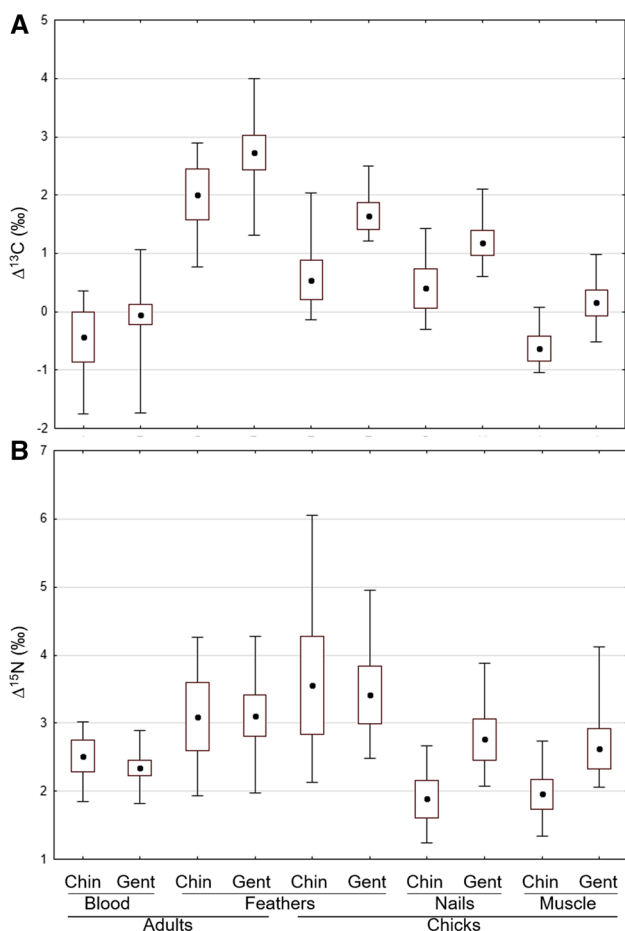 A
5
4
3
2
1
0
-1
-2
Δ13C (‰)
B
7
6
5
4
3
2
1
Δ15N (‰)
Chin Gent Chin Gent Chin Gent Chin Gent Chin Gent
Blood Feathers Nails Muscle
Adults Chicks